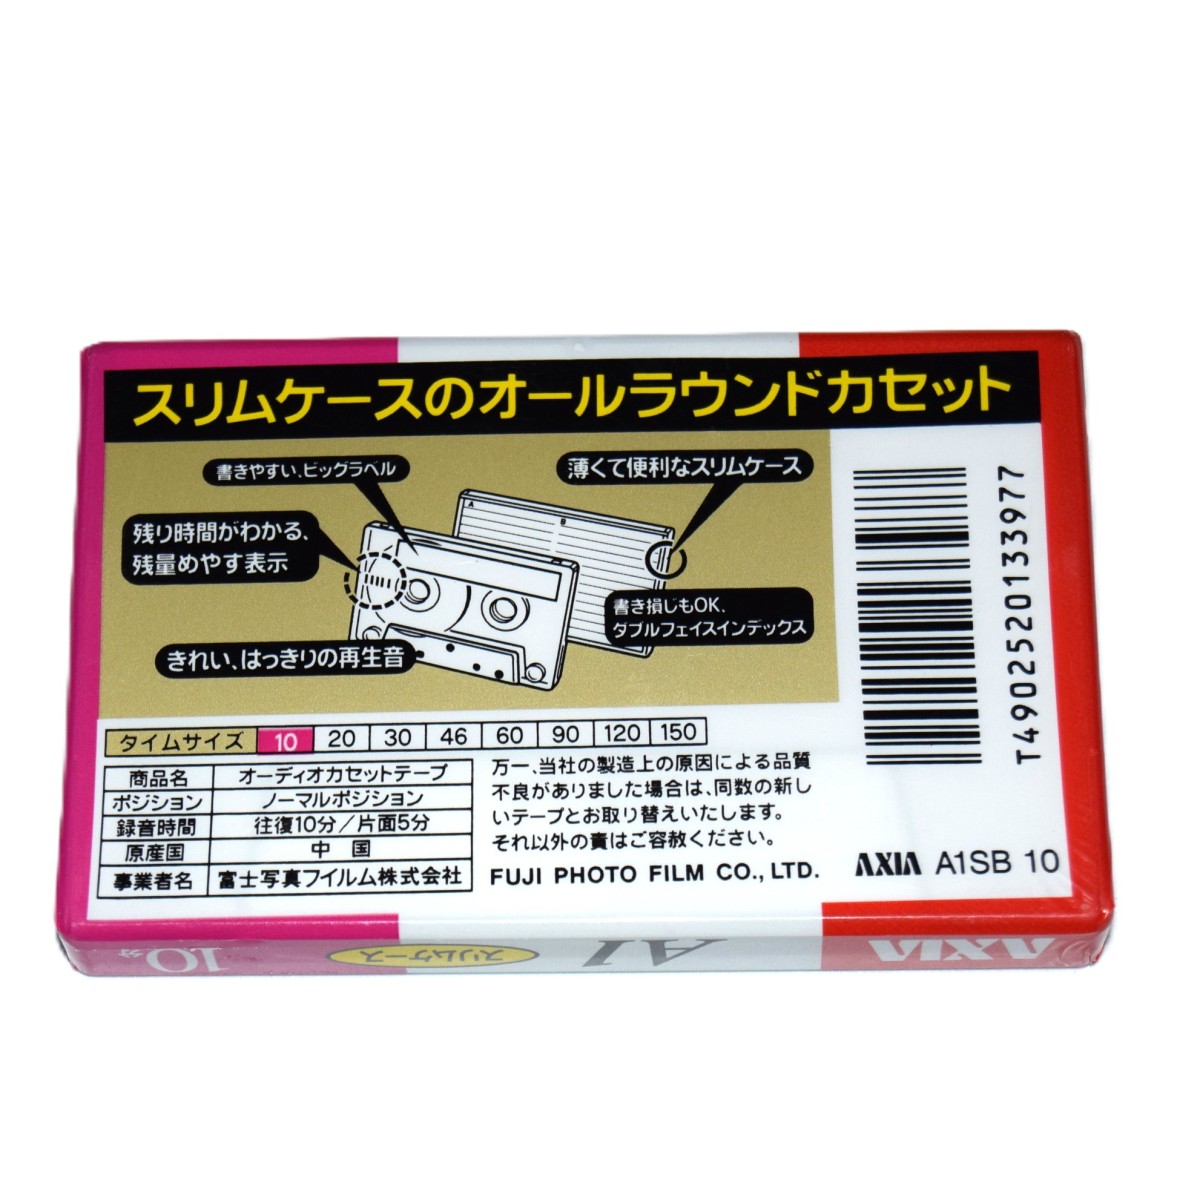 スリムケースのオールラウンドカセット
書きやすい、ビッグラベル
薄くて便利なスリムケース
残り時間がわかる、
残量めやす表示
A
B
書き損じもOK、
ダブルフェイスインデックス
きれい、はっきりの再生音
T4902520133977
タイムサイズ 10 20 30 46 60 90 120 150
商品名 オーディオカセットテープ
ポジション ノーマルポジション
録音時間 往復10分/片面5分
原産国 中国
事業者名 富士写真フイルム株式会社
万一、当社の製造上の原因による品質
不良がありました場合は、同数の新し
いテープとお取り替えいたします。
それ以外の責はご容赦ください。
FUJI PHOTO FILM CO., LTD.
AXIA A1SB 10
AXIA A1 スリムケース 10分